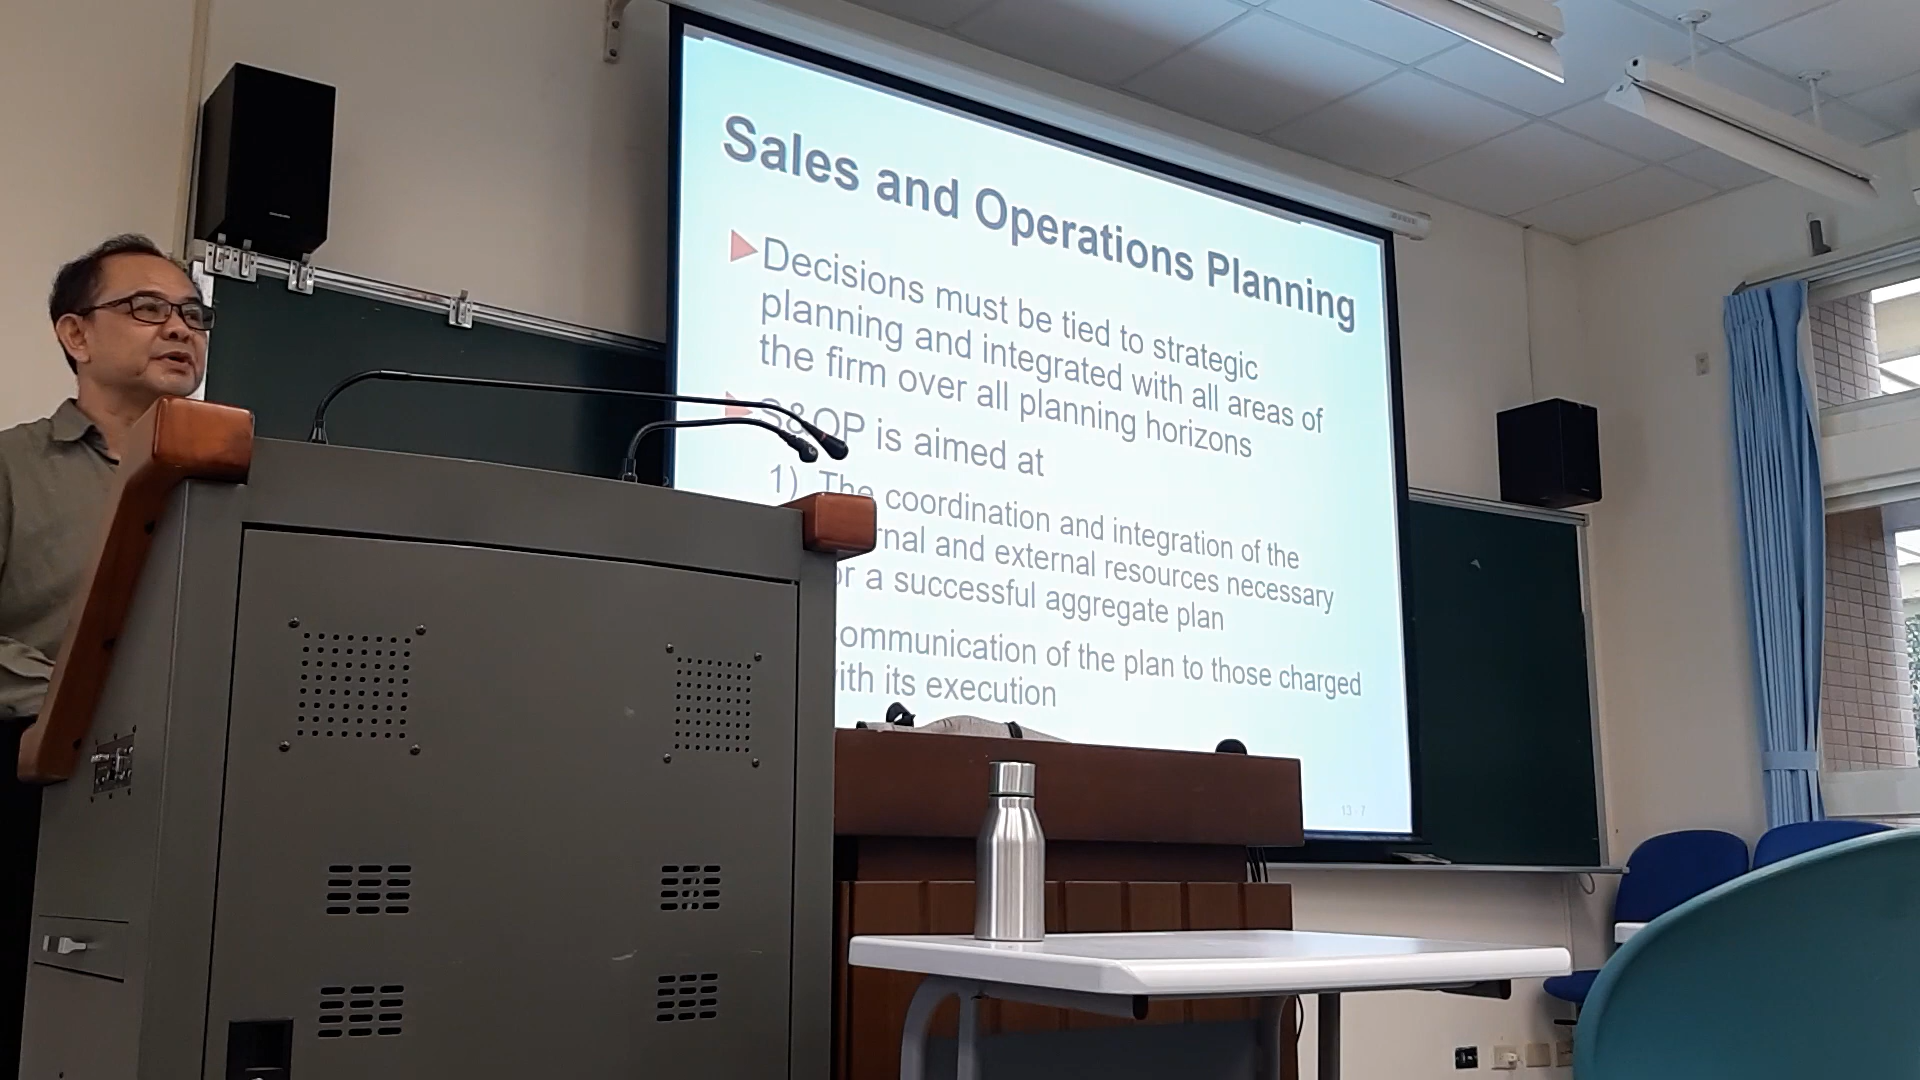 Sales and Operations Planning
Decisions must be tied to strategic
planning and integrated with all areas of
the firm over all planning horizons
S&OP is aimed at
1) The coordination and integration of the
rnal and external resources necessary
or a successful aggregate plan
ommunication of the plan to those charged
ith its execution
13 - 7